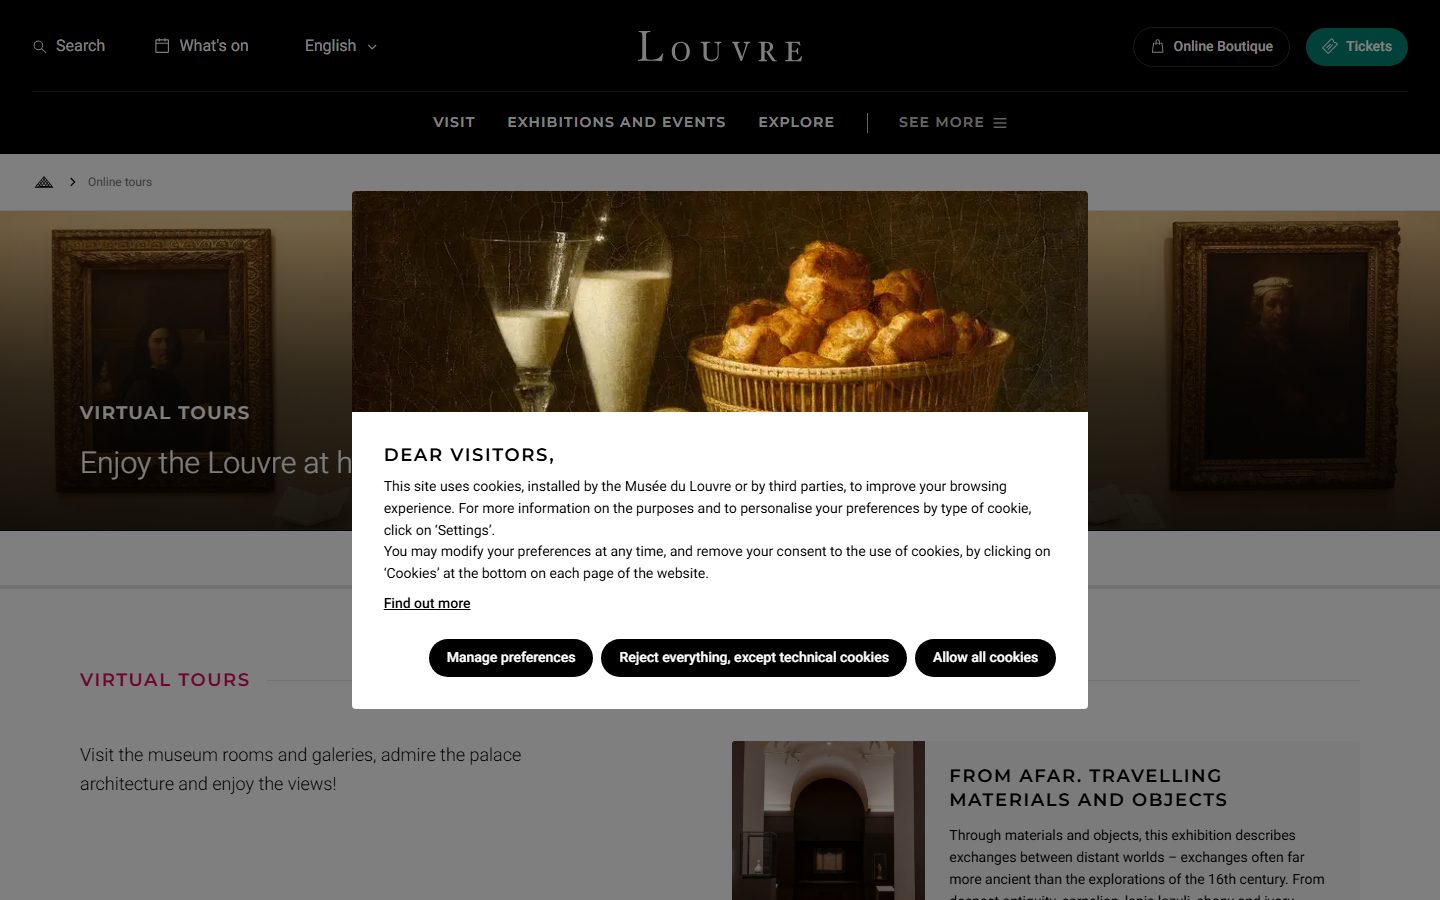 Search
What's on
English
LOUVRE
Online Boutique
Tickets
VISIT
EXHIBITIONS AND EVENTS
EXPLORE
SEE MORE
Online tours
VIRTUAL TOURS
Enjoy the Louvre at h
DEAR VISITORS,
This site uses cookies, installed by the Musée du Louvre or by third parties, to improve your browsing
experience. For more information on the purposes and to personalise your preferences by type of cookie,
click on ‘Settings’.
You may modify your preferences at any time, and remove your consent to the use of cookies, by clicking on
‘Cookies’ at the bottom on each page of the website.
Find out more
Manage preferences
Reject everything, except technical cookies
Allow all cookies
VIRTUAL TOURS
Visit the museum rooms and galleries, admire the palace
architecture and enjoy the views!
FROM AFAR. TRAVELLING
MATERIALS AND OBJECTS
Through materials and objects, this exhibition describes
exchanges between distant worlds – exchanges often far
more ancient than the explorations of the 16th century. From